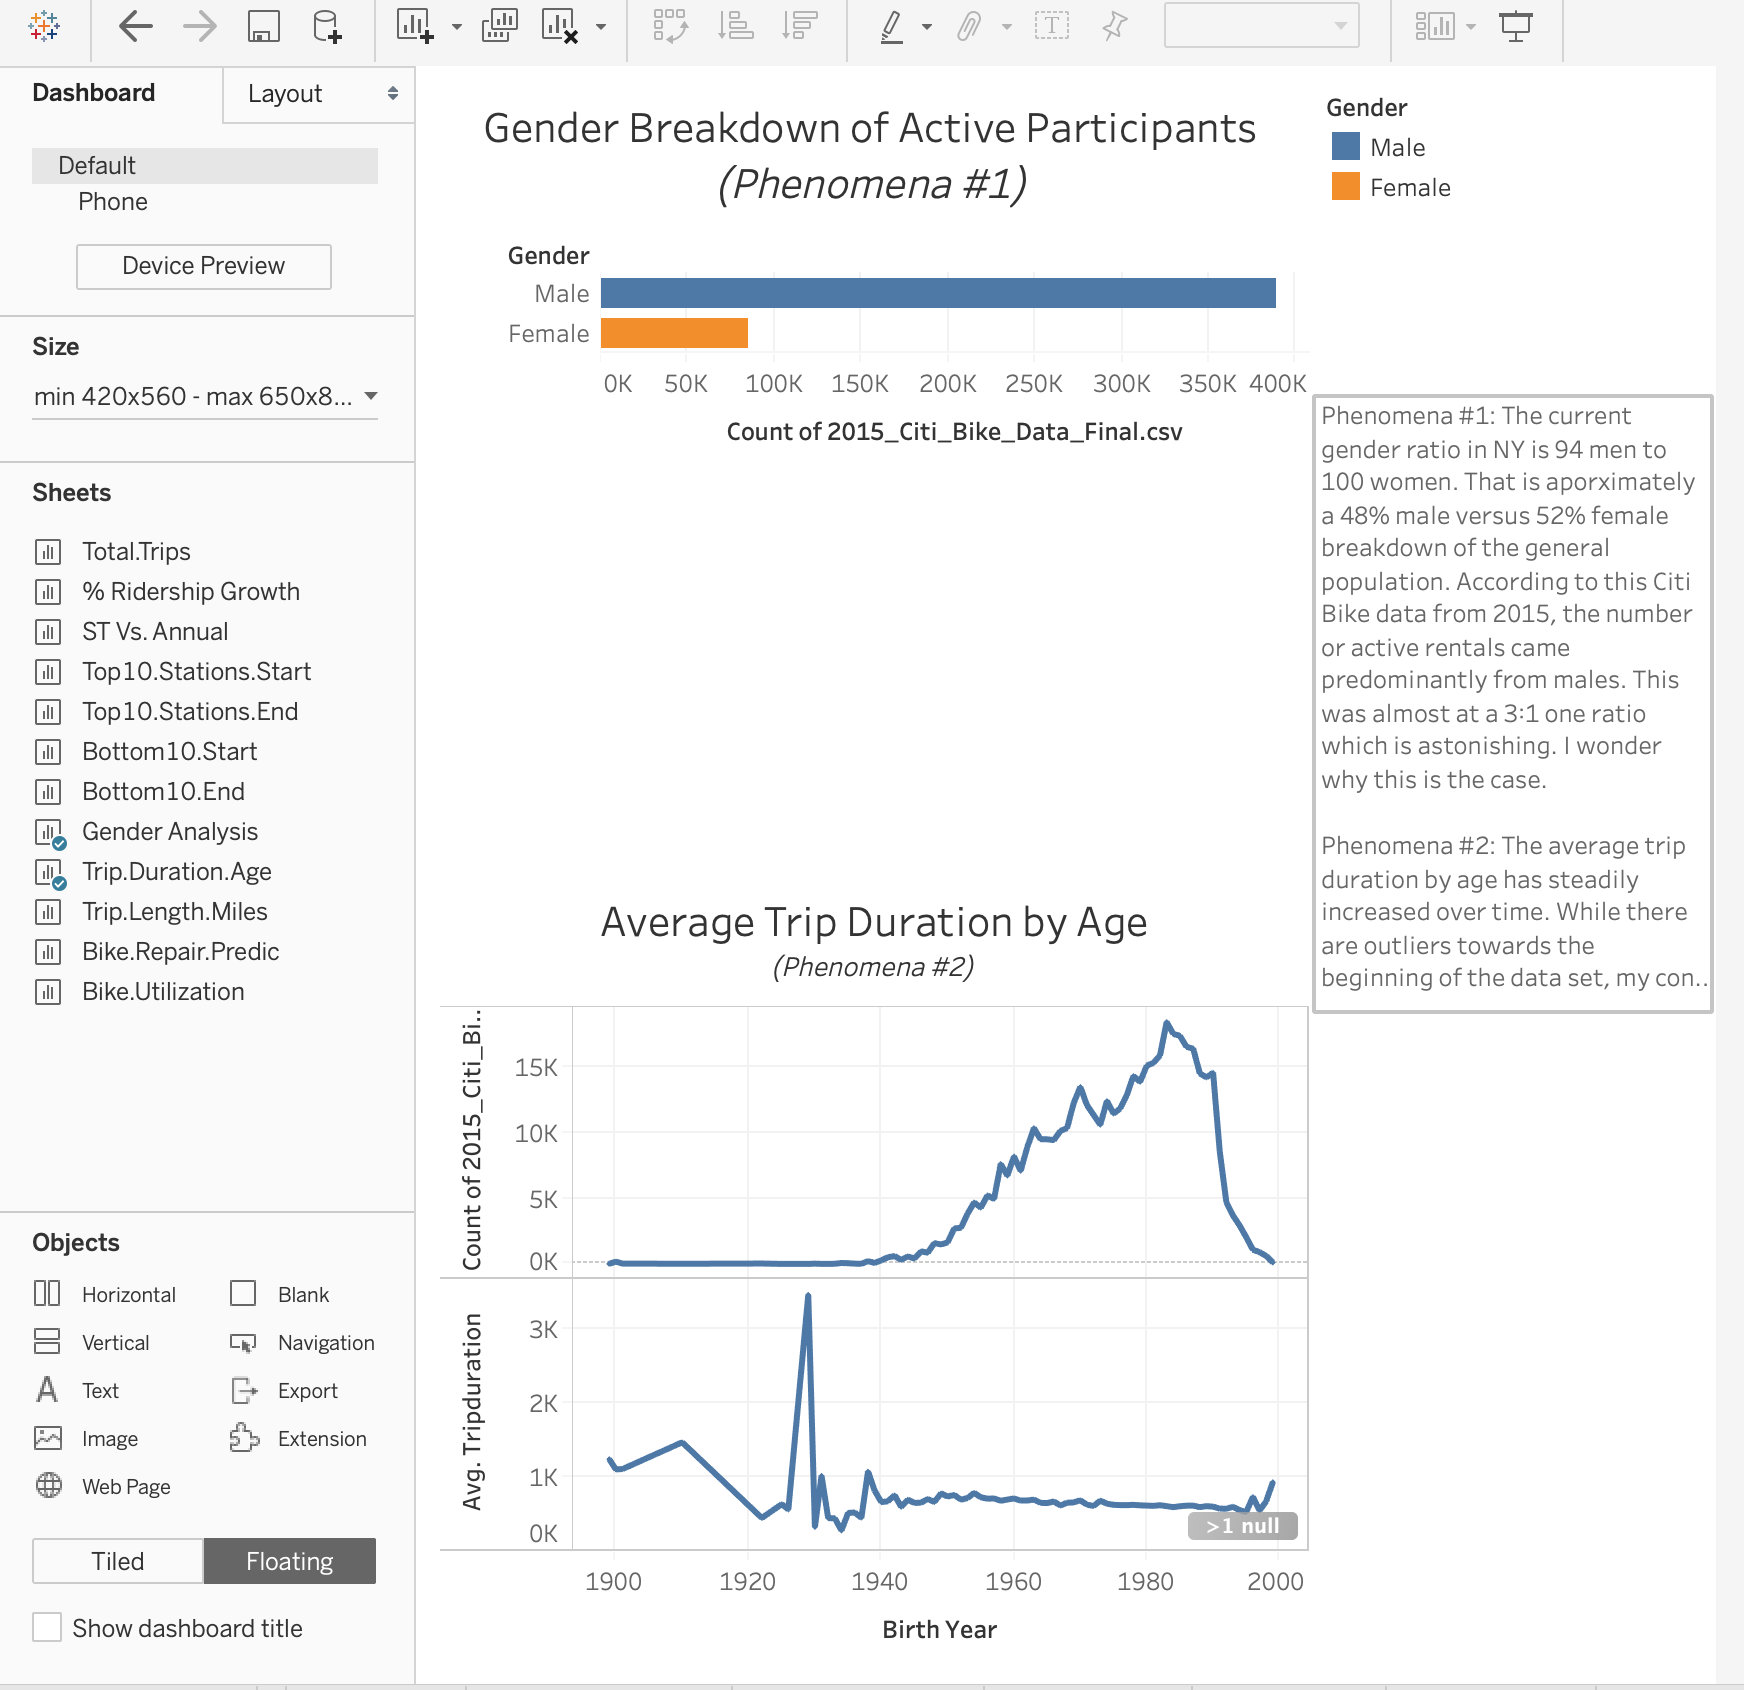 Dashboard
Layout
Default
Phone
Device Preview
Size
min 420x560 - max 650x8...
Sheets
Total.Trips
% Ridership Growth
ST Vs. Annual
Top10.Stations.Start
Top10.Stations.End
Bottom10.Start
Bottom10.End
Gender Analysis
Trip.Duration.Age
Trip.Length.Miles
Bike.Repair.Predic
Bike.Utilization
Objects
Horizontal
Blank
Vertical
Navigation
Text
Export
Image
Extension
Web Page
Tiled
Floating
Show dashboard title
Gender Breakdown of Active Participants
(Phenomena #1)
Gender
Male
Female
0K 50K 100K 150K 200K 250K 300K 350K 400K
Count of 2015_Citi_Bike_Data_Final.csv
Gender
Male
Female
Phenomena #1: The current
gender ratio in NY is 94 men to
100 women. That is aporximately
a 48% male versus 52% female
breakdown of the general
population. According to this Citi
Bike data from 2015, the number
or active rentals came
predominantly from males. This
was almost at a 3:1 one ratio
which is astonishing. I wonder
why this is the case.
Phenomena #2: The average trip
duration by age has steadily
increased over time. While there
are outliers towards the
beginning of the data set, my con..
Average Trip Duration by Age
(Phenomena #2)
Count of 2015_Citi_Bi..
15K
10K
5K
0K
Avg. Tripduration
3K
2K
1K
0K
>1 null
1900 1920 1940 1960 1980 2000
Birth Year